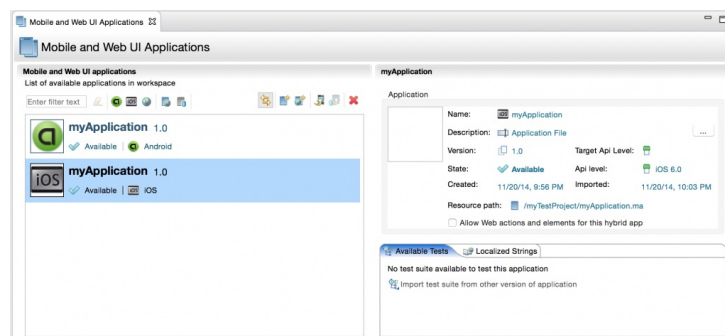 Mobile and Web UI Applications
Mobile and Web UI Applications
Mobile and Web UI applications
List of available applications in workspace
Enter filter text
iOS
myApplication 1.0
Available | Android
iOS
myApplication 1.0
Available | iOS iOS
myApplication
Application
Name: iOS myApplication
Description: Application File
...
Version: 1.0 Target Api Level:
State: Available Api level: iOS 6.0
Created: 11/20/14, 9:56 PM Imported: 11/20/14, 10:03 PM
Resource path: /myTestProject/myApplication.ma
Allow Web actions and elements for this hybrid app
Available Tests Localized Strings
No test suite available to test this application
Import test suite from other version of application